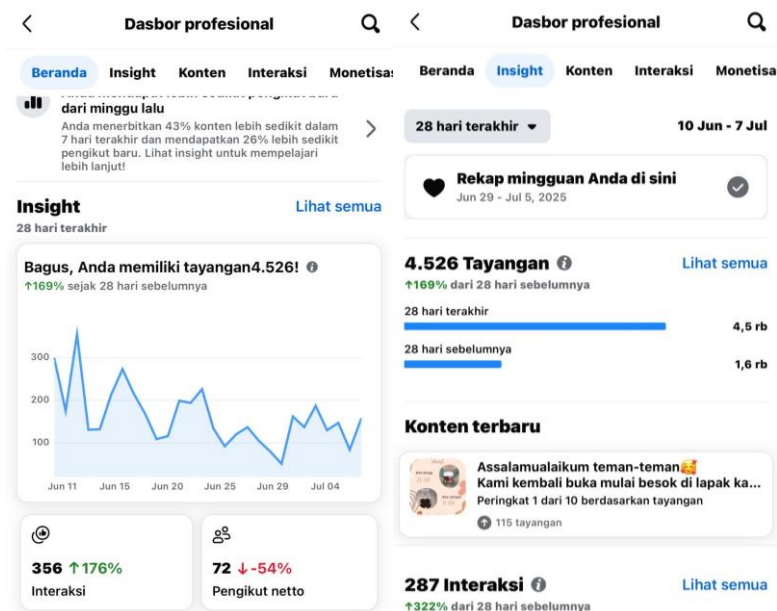 Dasbor profesional
Beranda Insight Konten Interaksi Monetisas
dari minggu lalu
Anda menerbitkan 43% konten lebih sedikit dalam
7 hari terakhir dan mendapatkan 26% lebih sedikit
pengikut baru. Lihat insight untuk mempelajari
lebih lanjut!
Insight Lihat semua
28 hari terakhir
Bagus, Anda memiliki tayangan4.526!
↑169% sejak 28 hari sebelumnya
300
200
100
Jun 11 Jun 15 Jun 20 Jun 25 Jun 29 Jul 04
356 ↑176%
Interaksi
72 ↓-54%
Pengikut netto
Dasbor profesional
Beranda Insight Konten Interaksi Monetisa
28 hari terakhir 10 Jun - 7 Jul
Rekap mingguan Anda di sini
Jun 29 - Jul 5, 2025
4.526 Tayangan Lihat semua
↑169% dari 28 hari sebelumnya
28 hari terakhir
4,5 rb
28 hari sebelumnya
1,6 rb
Konten terbaru
Assalamualaikum teman-teman🥰
Kami kembali buka mulai besok di lapak ka...
Peringkat 1 dari 10 berdasarkan tayangan
115 tayangan
287 Interaksi Lihat semua
↑322% dari 28 hari sebelumnya